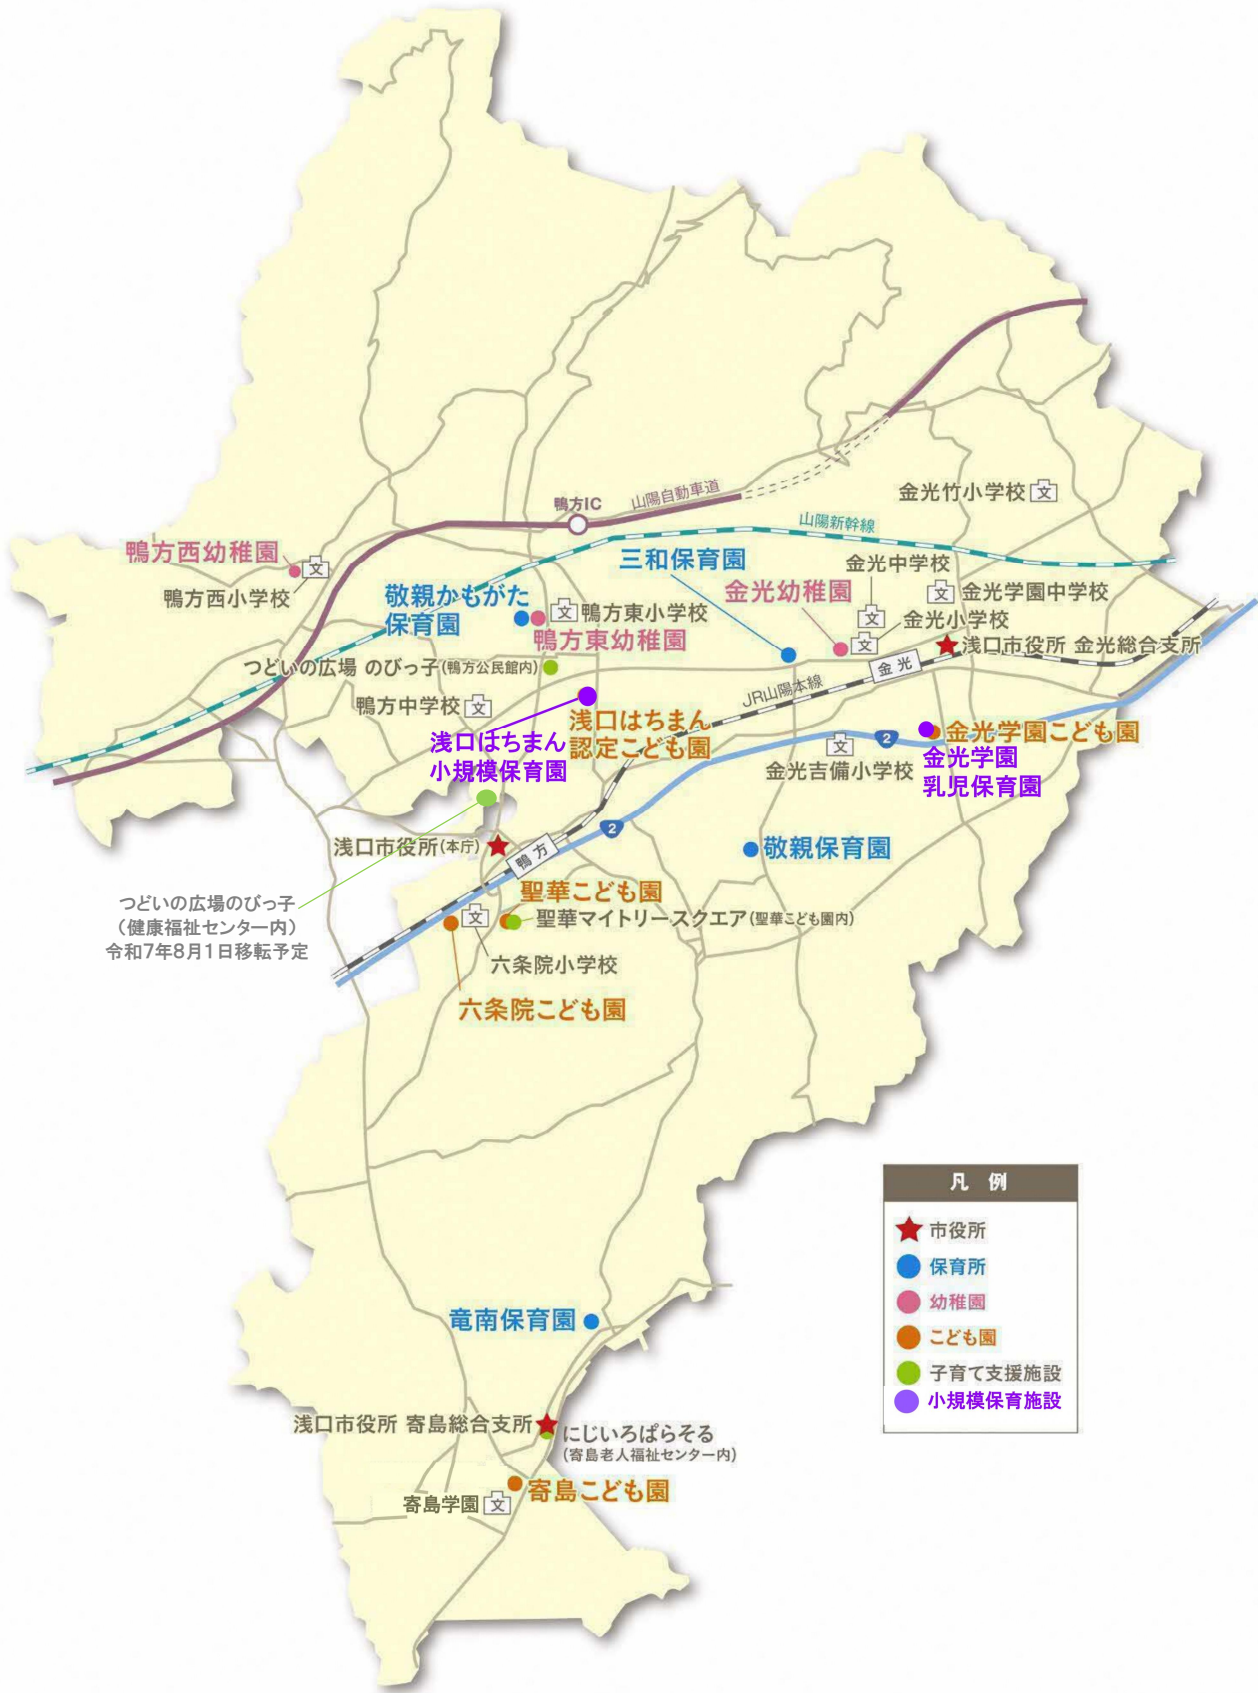 鴨方IC
山陽自動車道
金光竹小学校
文
山陽新幹線
鴨方西幼稚園
文
鴨方西小学校
三和保育園
金光中学校
文
金光幼稚園
文
金光学園中学校
金光小学校
文
敬親かもがた
保育園
文
鴨方東小学校
鴨方東幼稚園
浅口市役所 金光総合支所
金光
つどいの広場 のびっ子(鴨方公民館内)
JR山陽本線
鴨方中学校
文
浅口はちまん
認定こども園
浅口はちまん
小規模保育園
2
文
金光吉備小学校
金光学園こども園
金光学園
乳児保育園
2
浅口市役所(本庁)
鴨方
敬親保育園
つどいの広場のびっ子
（健康福祉センター内）
令和7年8月1日移転予定
聖華こども園
聖華マイトリースクエア(聖華こども園内)
文
六条院小学校
六条院こども園
凡 例
市役所
保育所
幼稚園
こども園
子育て支援施設
小規模保育施設
竜南保育園
浅口市役所 寄島総合支所
にじいろぱらそる
(寄島老人福祉センター内)
寄島こども園
寄島学園
文